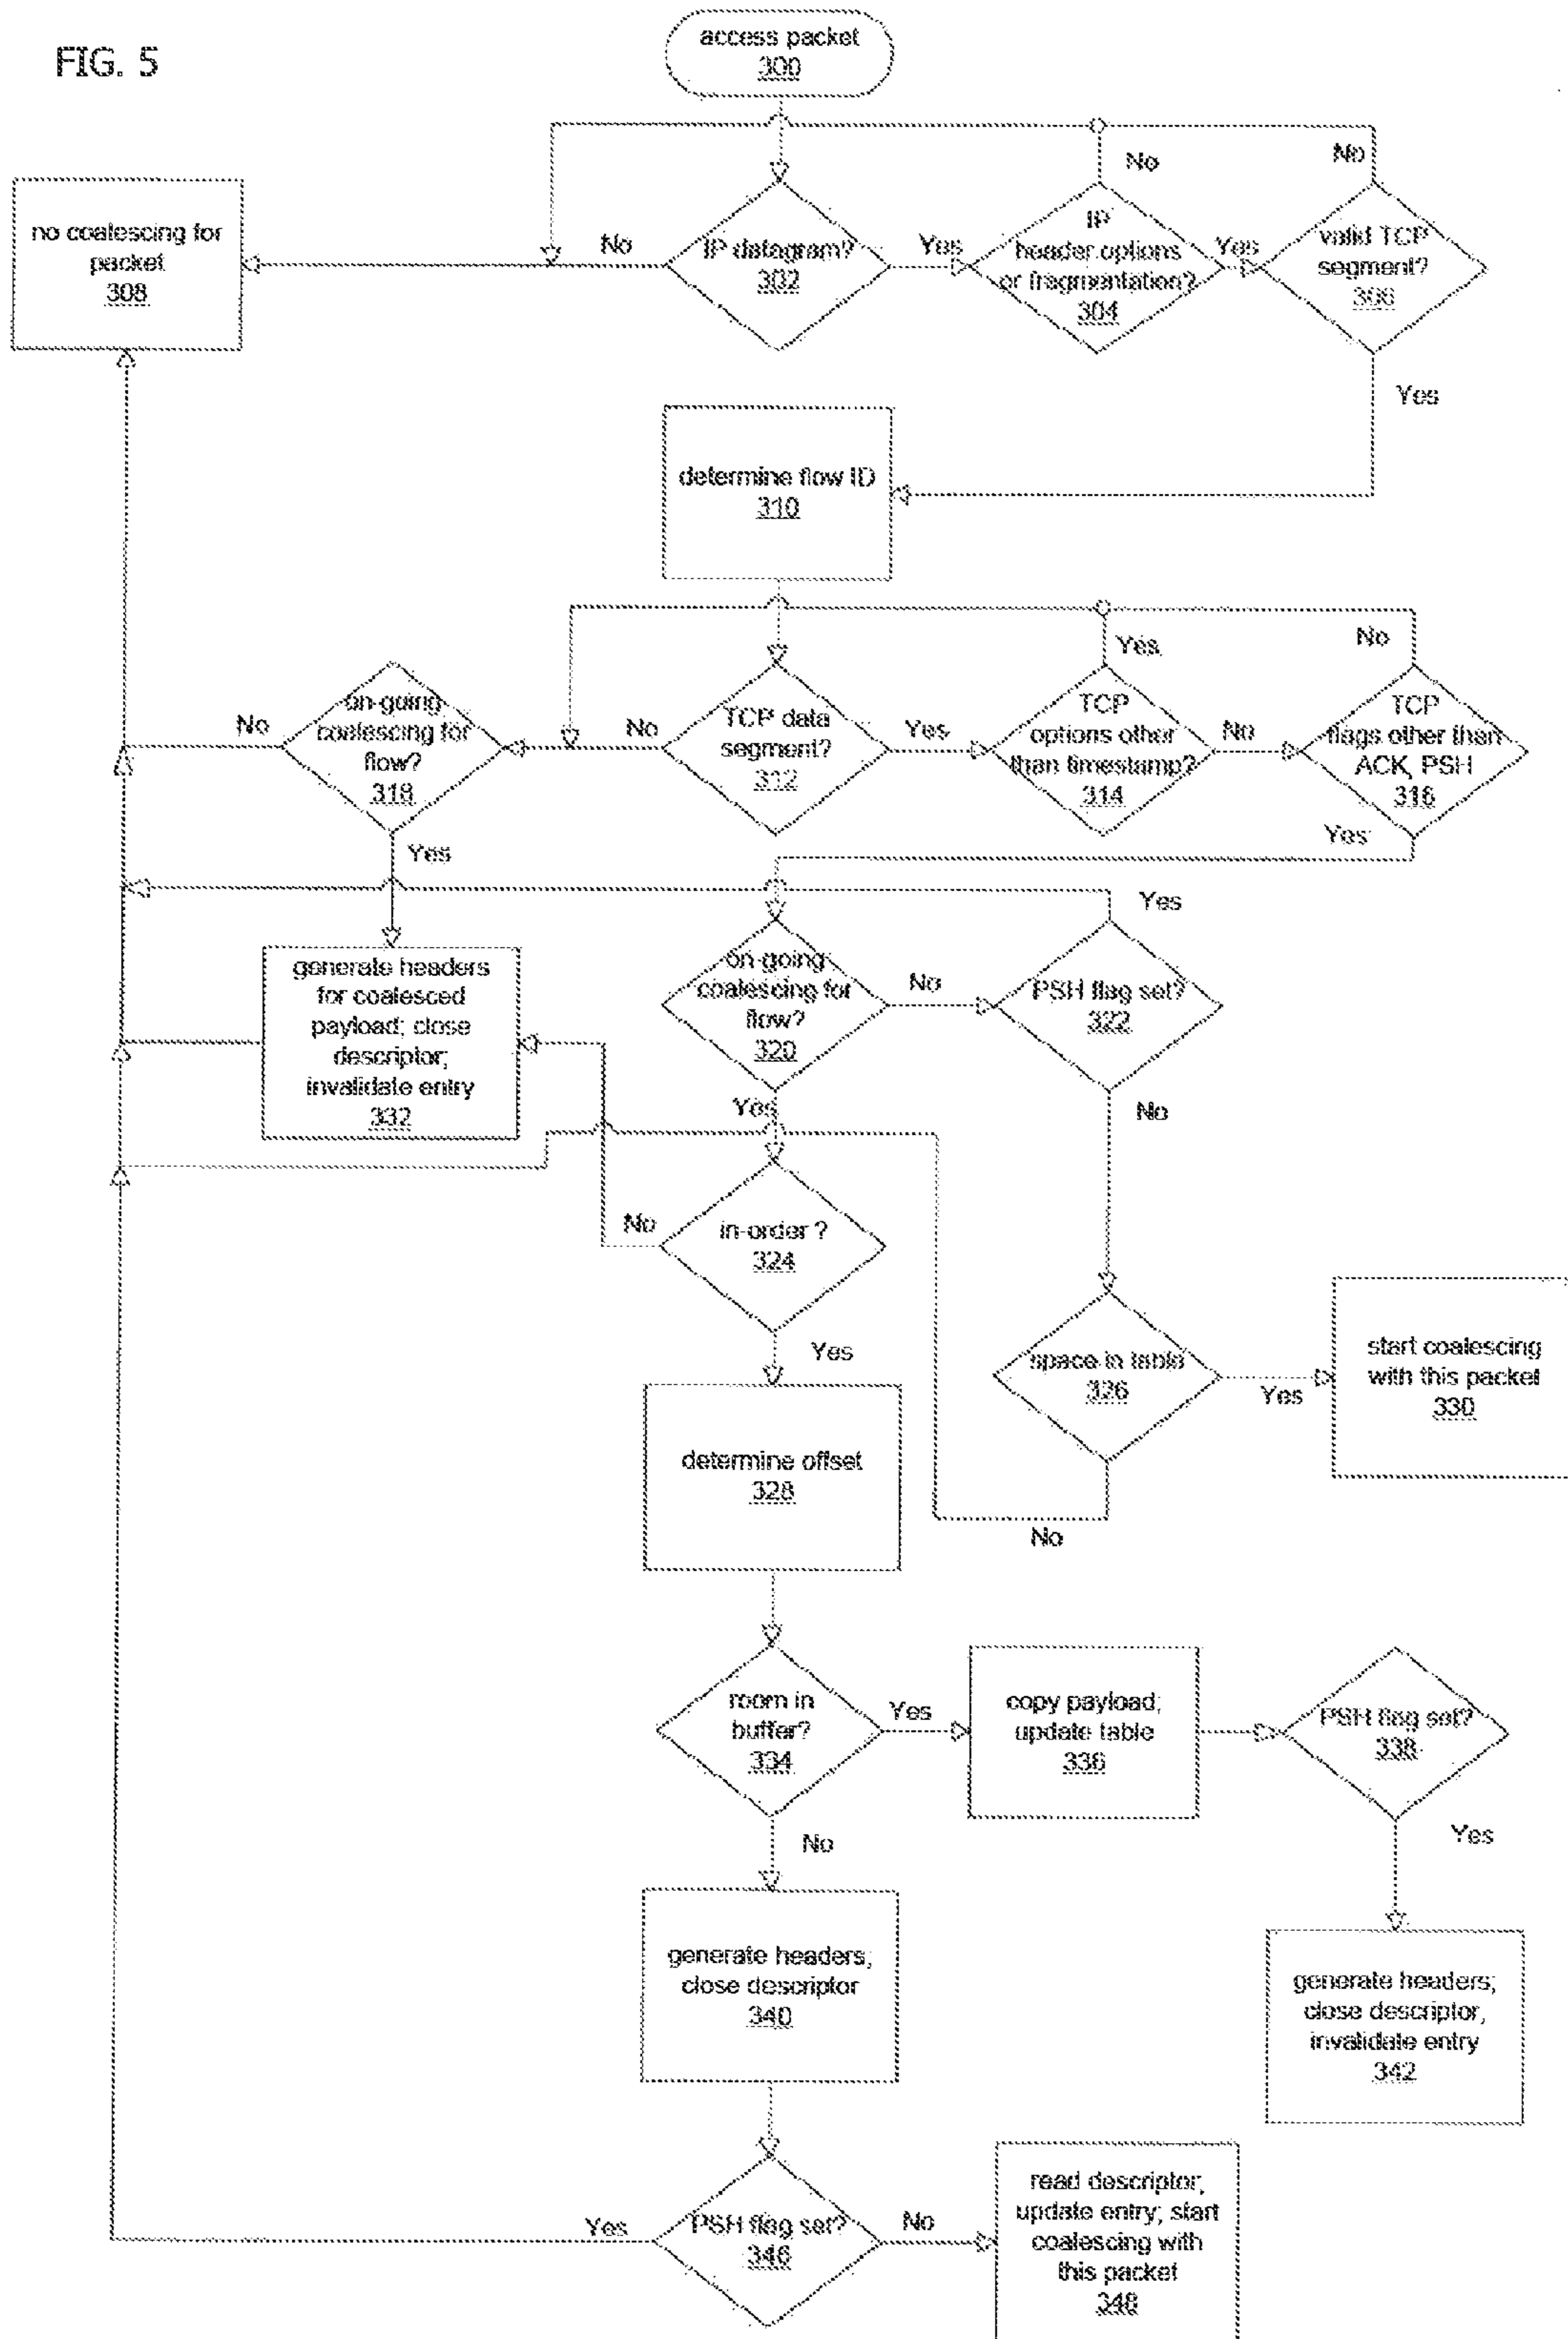 FIG. 5
access packet
300
No
No
no coalescing for
packet
308
No
IP datagram?
302
Yes
IP
header options
or fragmentation?
304
Yes
valid TCP
segment?
306
Yes
determine flow ID
310
Yes
No
on-going
coalescing for
flow?
318
No
No
TCP data
segment?
312
Yes
TCP
options other
than timestamp?
314
No
TCP
flags other than
ACK, PSH
316
Yes
Yes
Yes
generate headers
for coalesced
payload; close
descriptor;
invalidate entry
332
on-going
coalescing for
flow?
320
No
PSH flag set?
322
Yes
No
No
in-order ?
324
Yes
space in table
326
Yes
start coalescing
with this packet
330
determine offset
328
No
room in
buffer?
334
Yes
copy payload;
update table
336
PSH flag set?
338
No
Yes
generate headers;
close descriptor
340
generate headers;
close descriptor,
invalidate entry
342
Yes
PSH flag set?
346
No
read descriptor;
update entry; start
coalescing with
this packet
348